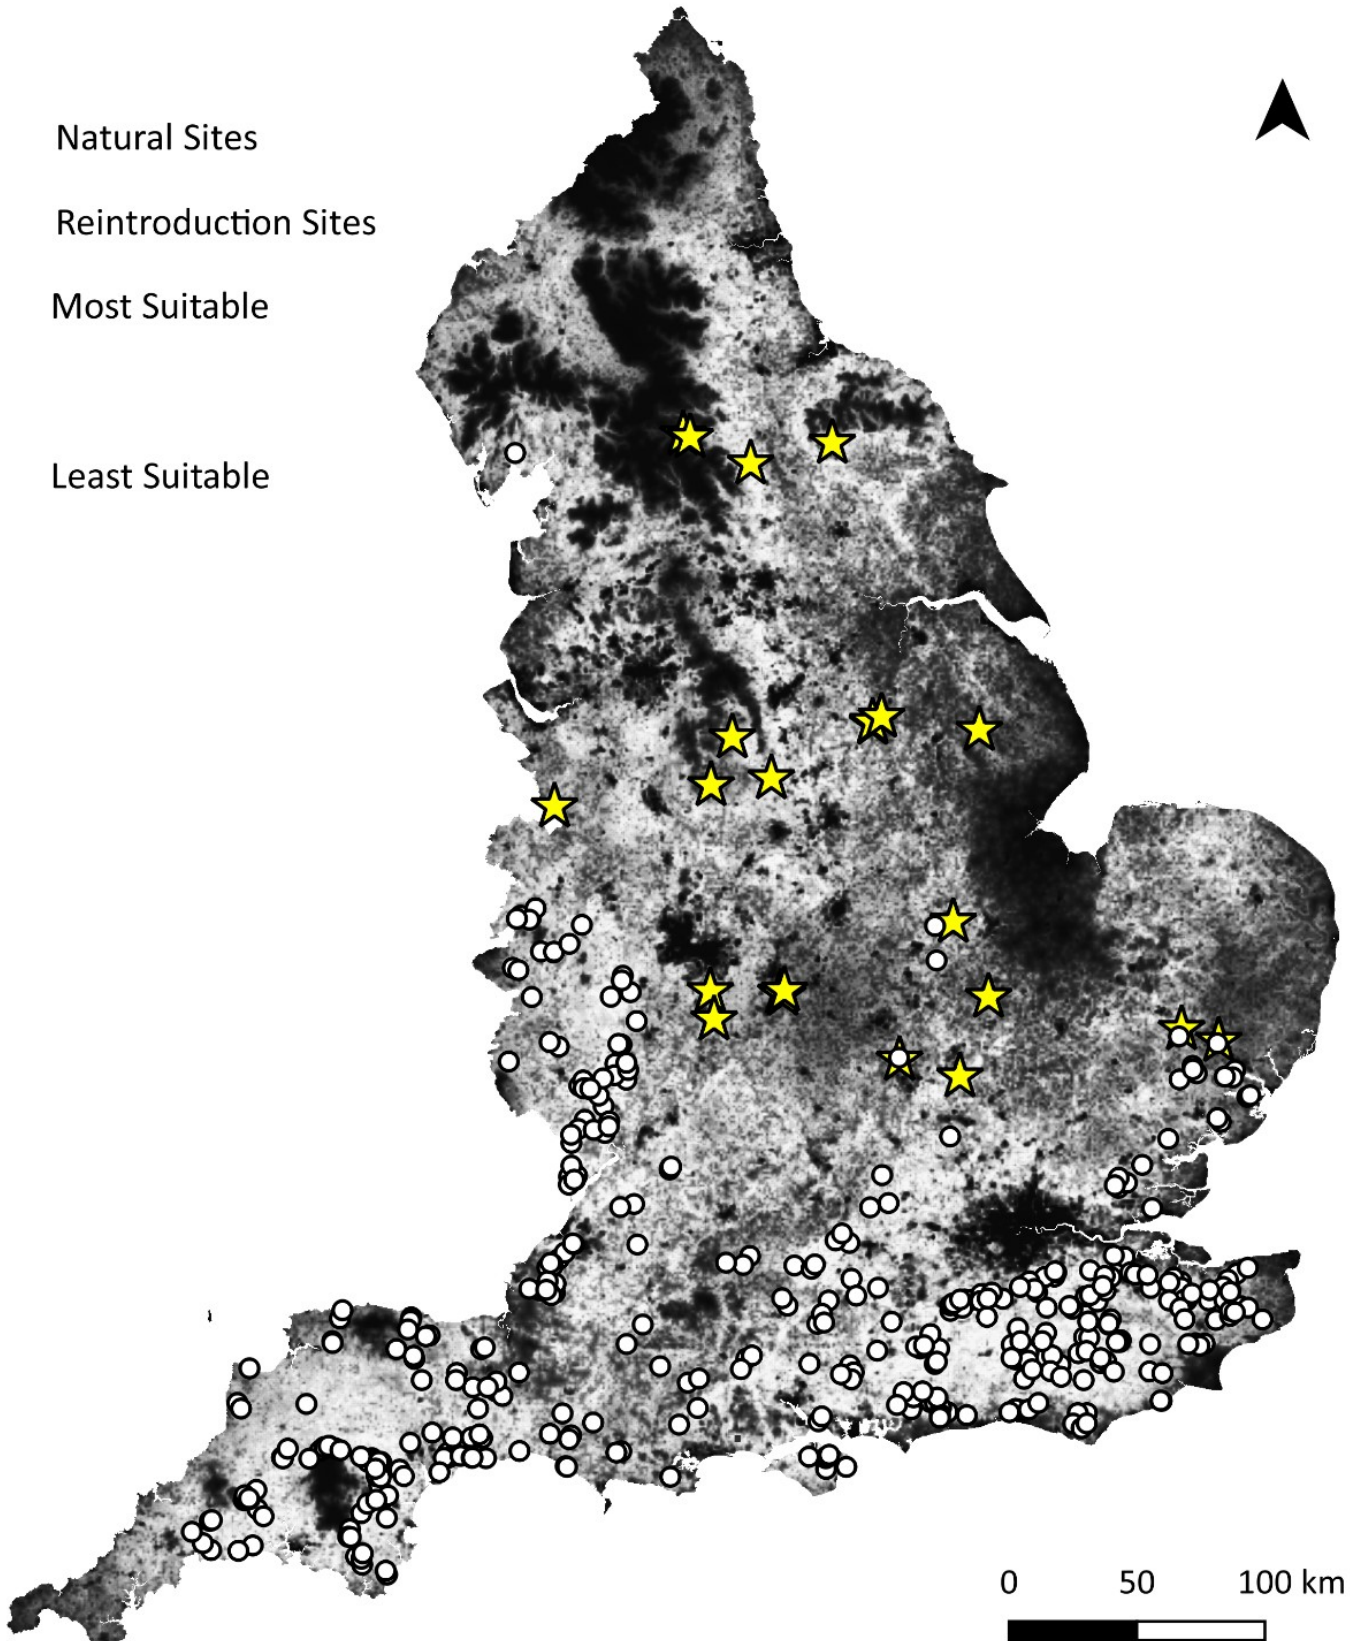 Natural Sites
Reintroduction Sites
Most Suitable
Least Suitable
0 50 100 km